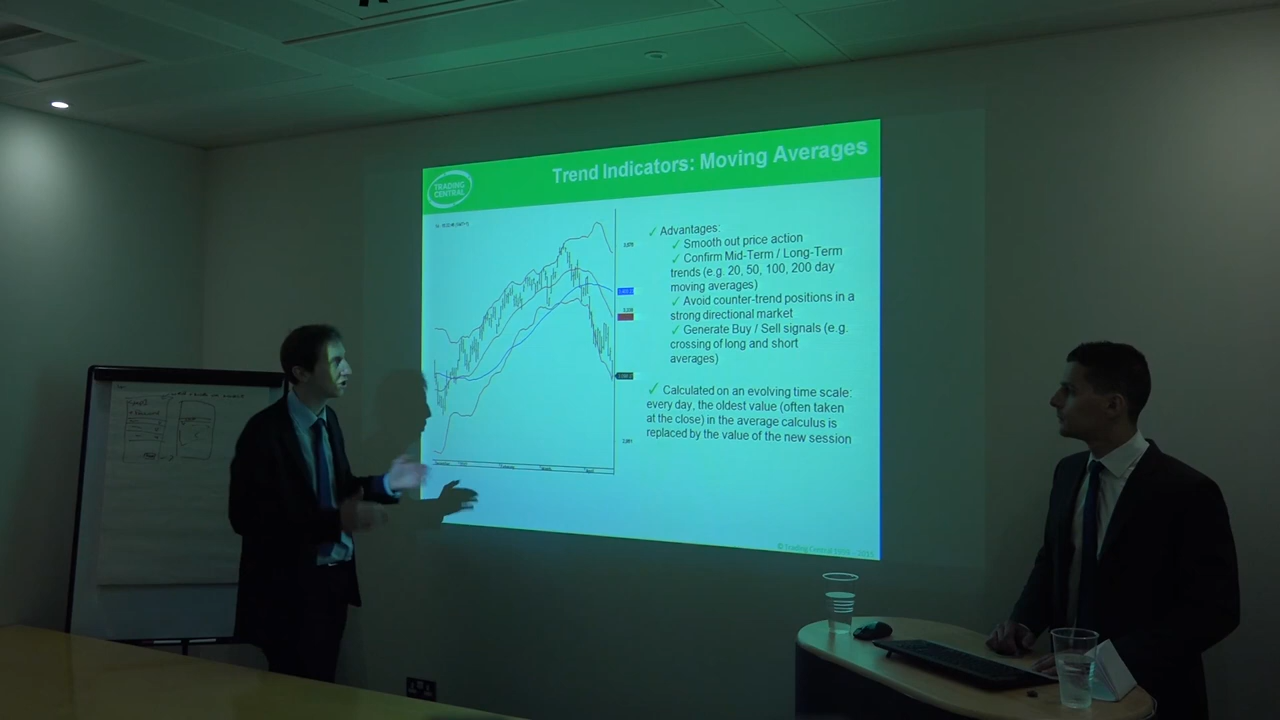 Trend Indicators: Moving Averages
TRADING
CENTRAL
Advantages:
Smooth out price action
Confirm Mid-Term / Long-Term
trends (e.g. 20, 50, 100, 200 day
moving averages)
Avoid counter-trend positions in a
strong directional market
Generate Buy / Sell signals (e.g.
crossing of long and short
averages)
Calculated on an evolving time scale:
every day, the oldest value (often taken
at the close) in the average calculus is
replaced by the value of the new session
© Trading Central